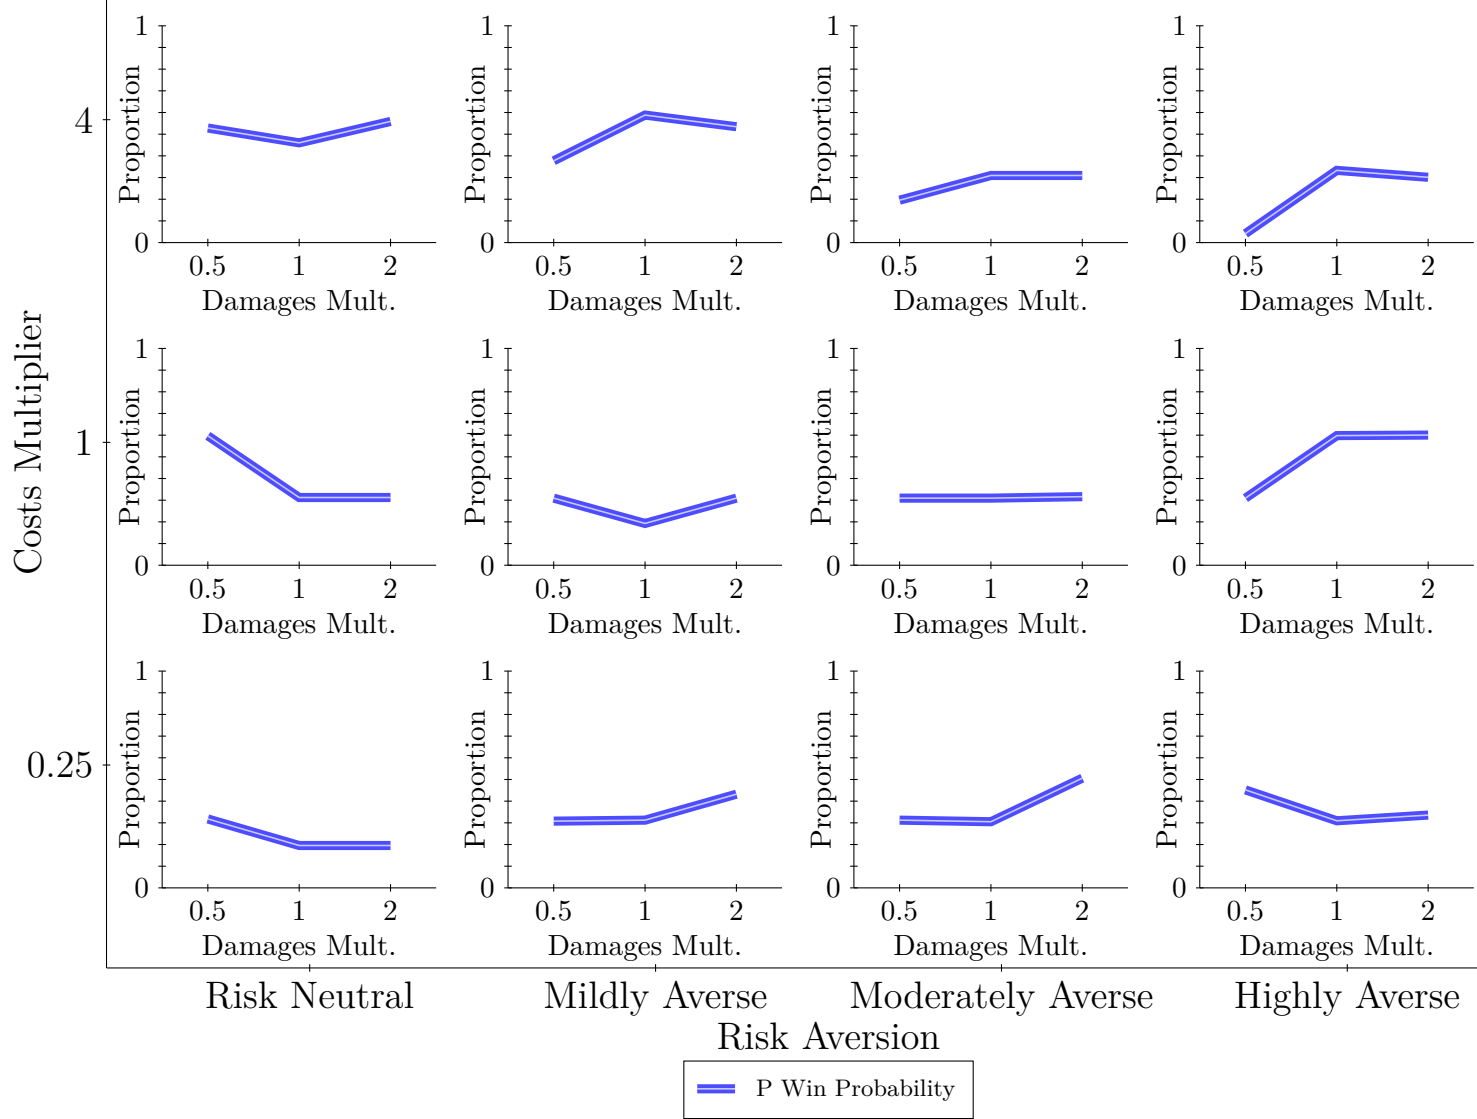 1 1 1 1
Proportion Proportion Proportion Proportion
4
0 0 0 0
0.5 1 2 0.5 1 2 0.5 1 2 0.5 1 2
Damages Mult. Damages Mult. Damages Mult. Damages Mult.
Costs Multiplier
1 1 1 1
Proportion Proportion Proportion Proportion
1
0 0 0 0
0.5 1 2 0.5 1 2 0.5 1 2 0.5 1 2
Damages Mult. Damages Mult. Damages Mult. Damages Mult.
1 1 1 1
Proportion Proportion Proportion Proportion
0.25
0 0 0 0
0.5 1 2 0.5 1 2 0.5 1 2 0.5 1 2
Damages Mult. Damages Mult. Damages Mult. Damages Mult.
Risk Neutral Mildly Averse Moderately Averse Highly Averse
Risk Aversion
P Win Probability